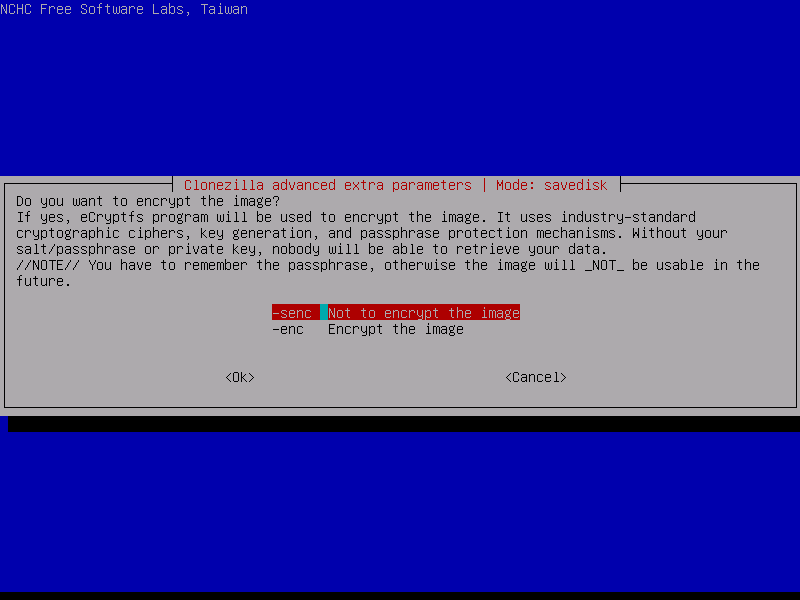 NCHC Free Software Labs, Taiwan
Clonezilla advanced extra parameters | Mode: savedisk
Do you want to encrypt the image?
If yes, eCryptfs program will be used to encrypt the image. It uses industry-standard
cryptographic ciphers, key generation, and passphrase protection mechanisms. Without your
salt/passphrase or private key, nobody will be able to retrieve your data.
//NOTE// You have to remember the passphrase, otherwise the image will _NOT_ be usable in the
future.
-senc Not to encrypt the image
-enc Encrypt the image
<Ok> <Cancel>